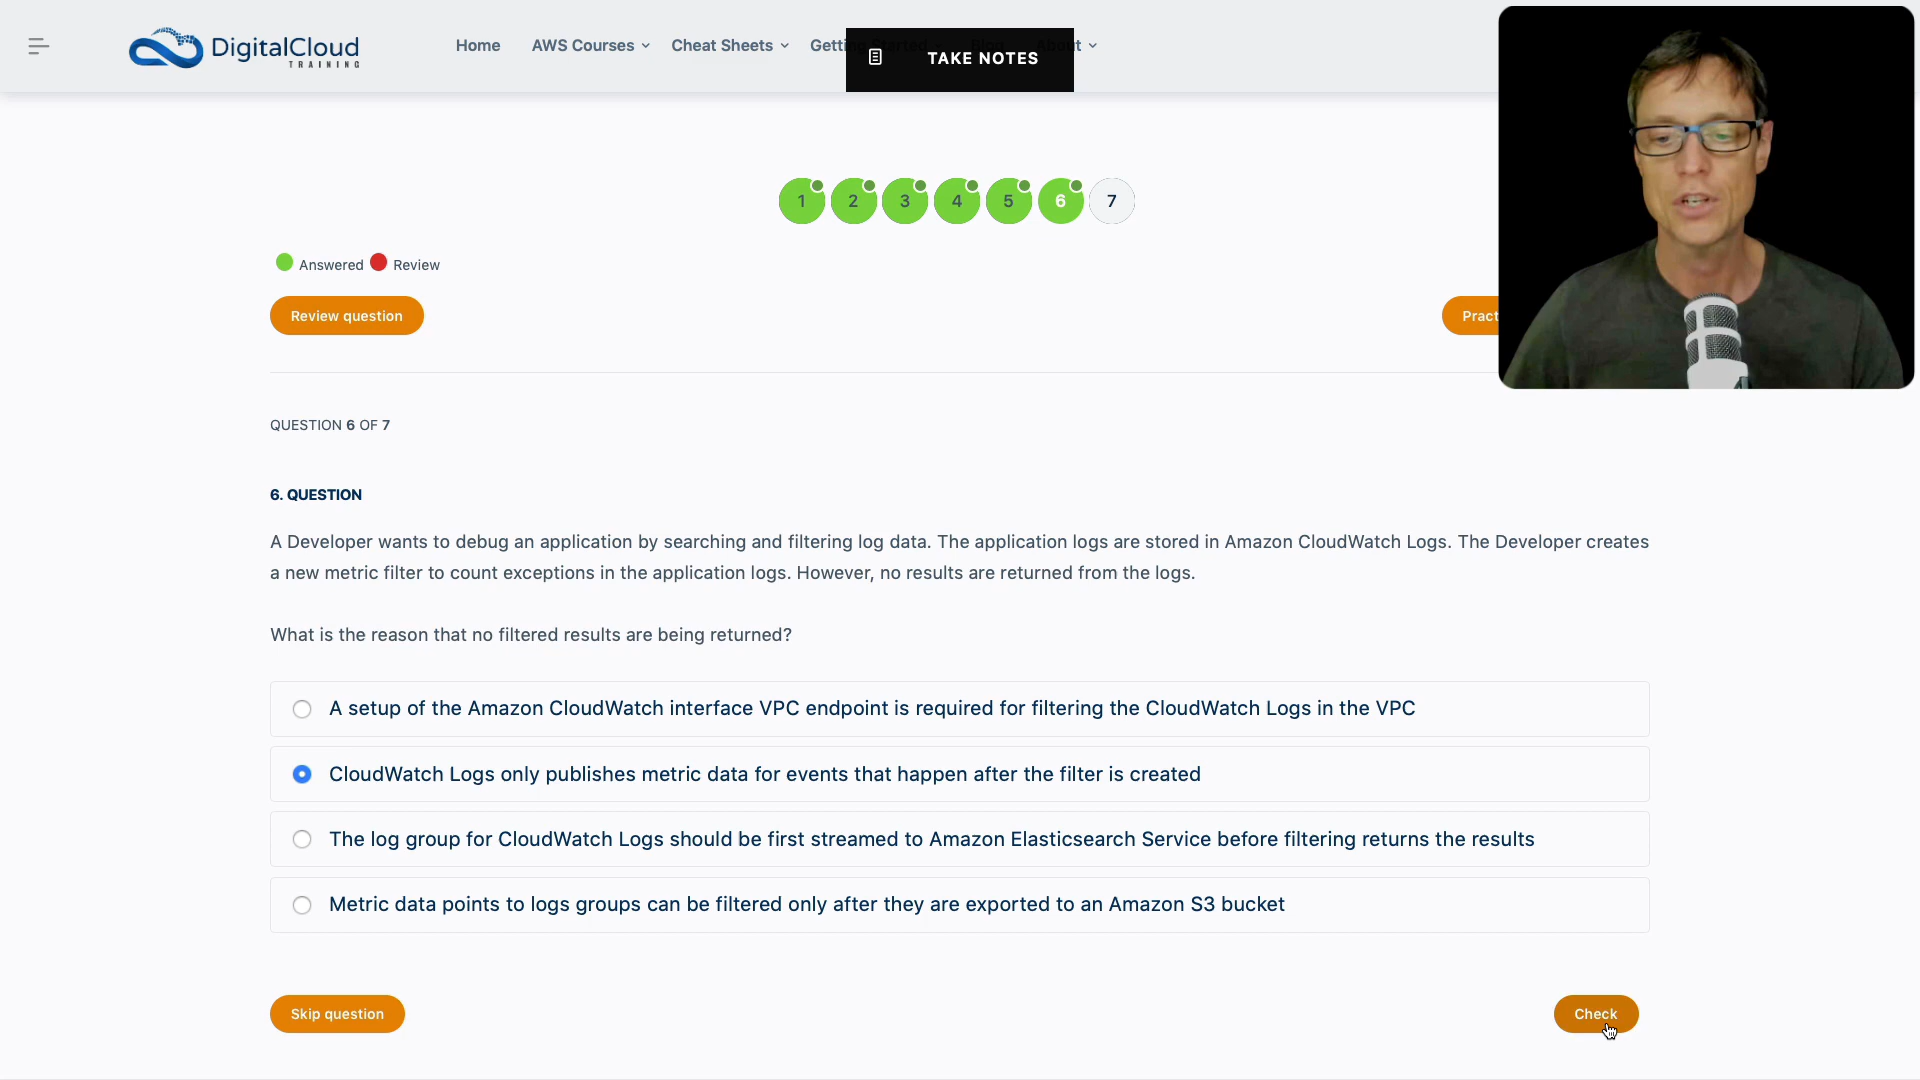 DigitalCloud
TRAINING
Home
AWS Courses
Cheat Sheets
TAKE NOTES
1
2
3
4
5
6
7
Answered
Review
Review question
QUESTION 6 OF 7
6. QUESTION
A Developer wants to debug an application by searching and filtering log data. The application logs are stored in Amazon CloudWatch Logs. The Developer creates
a new metric filter to count exceptions in the application logs. However, no results are returned from the logs.
What is the reason that no filtered results are being returned?
A setup of the Amazon CloudWatch interface VPC endpoint is required for filtering the CloudWatch Logs in the VPC
CloudWatch Logs only publishes metric data for events that happen after the filter is created
The log group for CloudWatch Logs should be first streamed to Amazon Elasticsearch Service before filtering returns the results
Metric data points to logs groups can be filtered only after they are exported to an Amazon S3 bucket
Skip question
Check